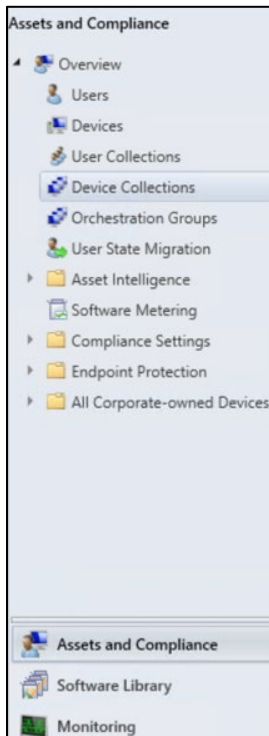 Assets and Compliance
Overview
Users
Devices
User Collections
Device Collections
Orchestration Groups
User State Migration
Asset Intelligence
Software Metering
Compliance Settings
Endpoint Protection
All Corporate-owned Devices
Assets and Compliance
Software Library
Monitoring